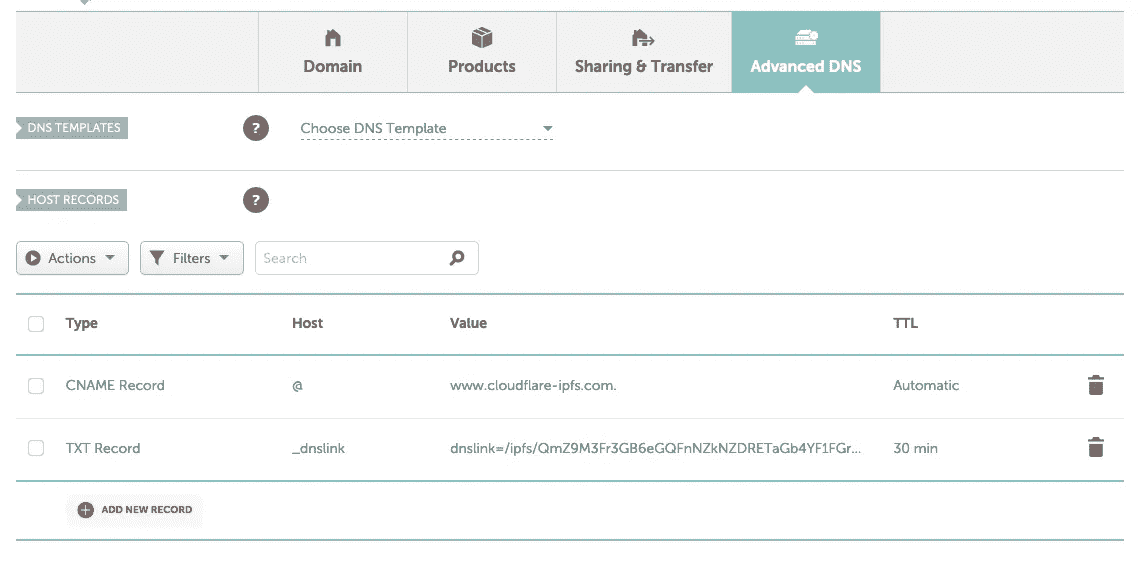 Domain
Products
Sharing & Transfer
Advanced DNS
DNS TEMPLATES
?
Choose DNS Template
HOST RECORDS
?
Actions
Filters
Search
Type Host Value TTL
CNAME Record @ www.cloudflare-ipfs.com. Automatic
TXT Record _dnslink dnslink=/ipfs/QmZ9M3Fr3GB6eGQFnNZkNZDRETaGb4YF1FGr... 30 min
ADD NEW RECORD